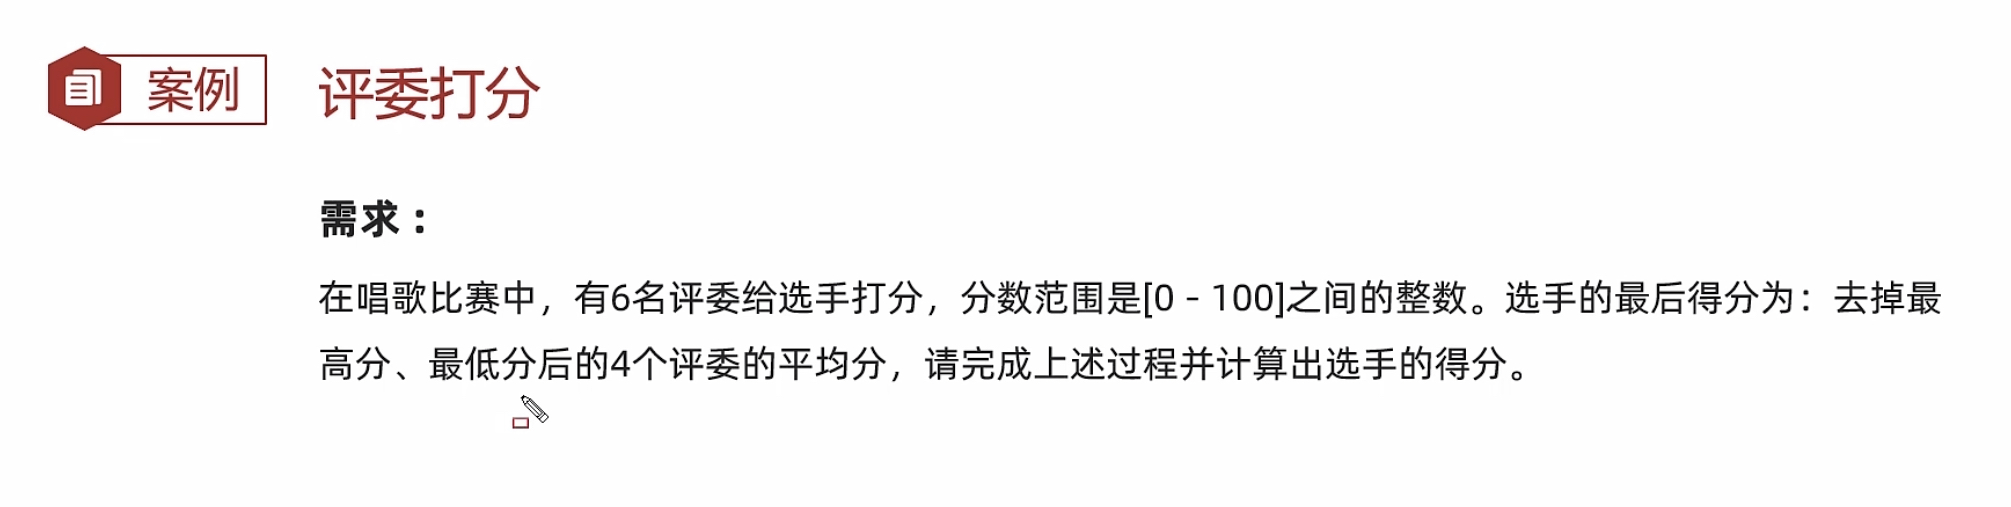 案例
评委打分
需求：
在唱歌比赛中，有6名评委给选手打分，分数范围是[0 - 100]之间的整数。选手的最后得分为：去掉最
高分、最低分后的4个评委的平均分，请完成上述过程并计算出选手的得分。